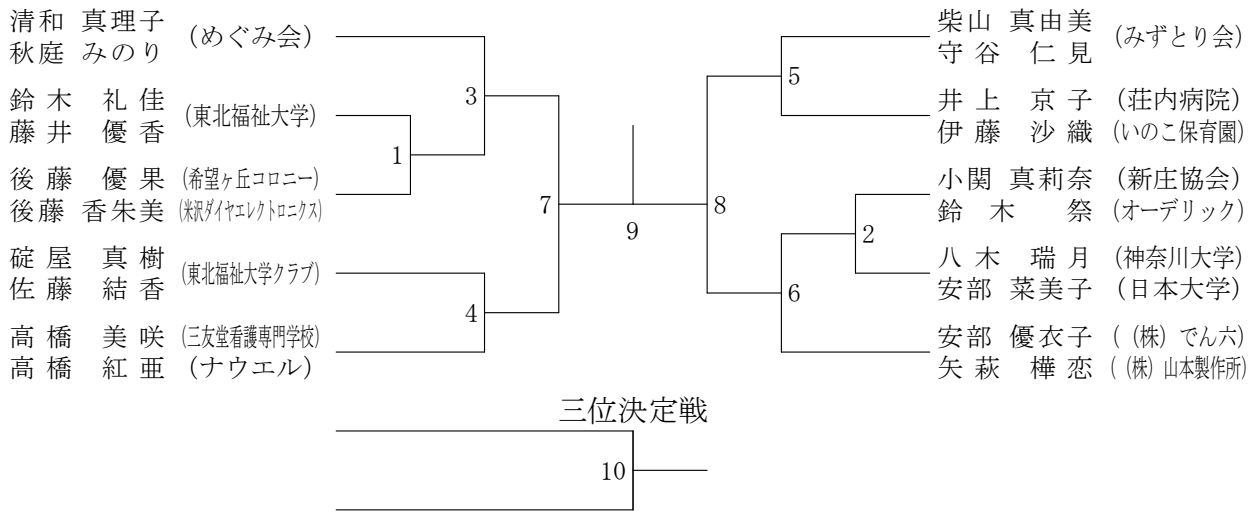 清和 真理子 (めぐみ会)
秋庭 みのり
鈴木 礼佳 (東北福祉大学)
藤井 優香
後藤 優果 (希望ヶ丘コロニー)
後藤 香朱美 (米沢ダイヤエレクトロニクス)
碇屋 真樹 (東北福祉大学クラブ)
佐藤 結香
高橋 美咲 (三友堂看護専門学校)
高橋 紅亜 (ナウエル)
3
1
7
4
9
8
5
2
6
柴山 真由美 (みずとり会)
守谷 仁見
井上 京子 (荘内病院)
伊藤 沙織 (いのこ保育園)
小関 真莉奈 (新庄協会)
鈴木 祭 (オーデリック)
八木 瑞月 (神奈川大学)
安部 菜美子 (日本大学)
安部 優衣子 ( (株) でん六)
矢萩 樺恋 ( (株) 山本製作所)
三位決定戦
10